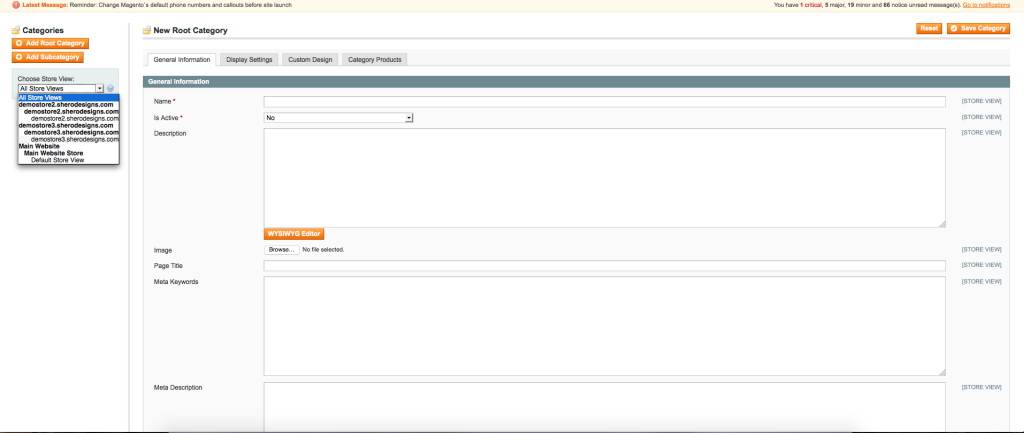 Latest Message: Reminder: Change Magento's default phone numbers and callouts before site launch
You have 1 critical, 5 major, 19 minor and 66 notice unread message(s). Go to notifications
Categories
Add Root Category
Add Subcategory
Choose Store View:
All Store Views
All Store Views
demostore2.sherodesigns.com
demostore2.sherodesigns.com
demostore2.sherodesigns.com
demostore3.sherodesigns.com
demostore3.sherodesigns.com
demostore3.sherodesigns.com
Main Website
Main Website Store
Default Store View
New Root Category
Reset
Save Category
General Information
Display Settings
Custom Design
Category Products
General Information
Name *
[STORE VIEW]
Is Active *
No
[STORE VIEW]
Description
[STORE VIEW]
WYSIWYG Editor
Image
Browse... No file selected.
[STORE VIEW]
Page Title
[STORE VIEW]
Meta Keywords
[STORE VIEW]
Meta Description
[STORE VIEW]